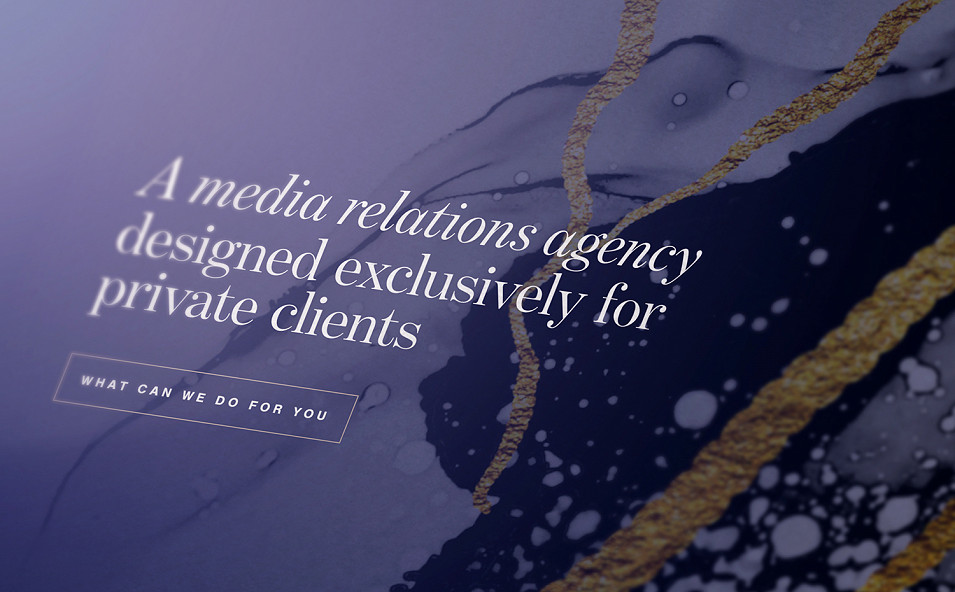 A media relations agency
designed exclusively for
private clients
WHAT CAN WE DO FOR YOU